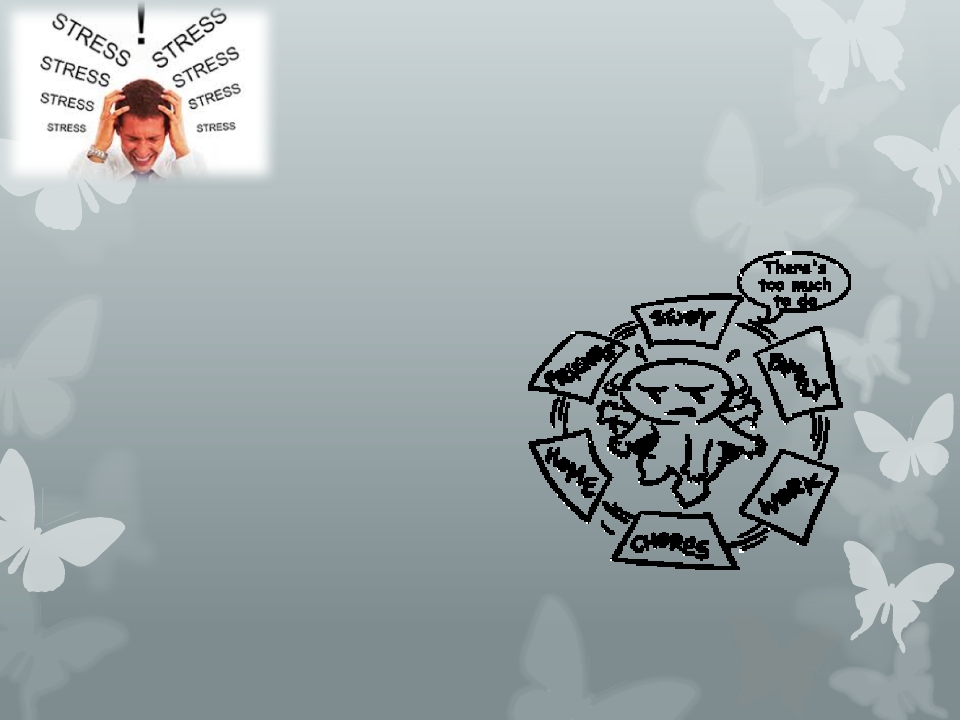 !
STRESS STRESS
STRESS STRESS
STRESS STRESS
STRESS STRESS
There's
too much
to do
STUDY
FRIENDS
FAMILY
HOME
WORK
CHORES